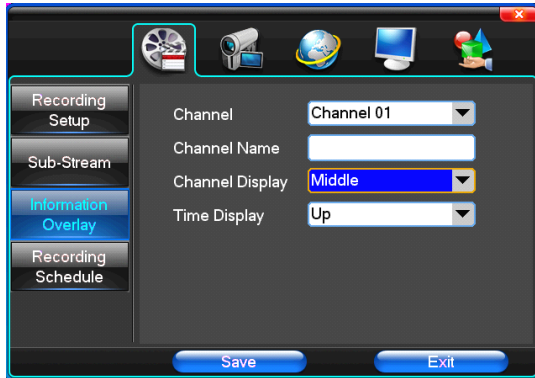 Recording
Setup
Sub-Stream
Information
Overlay
Recording
Schedule
Channel
Channel 01
Channel Name
Channel Display
Middle
Time Display
Up
Save
Exit